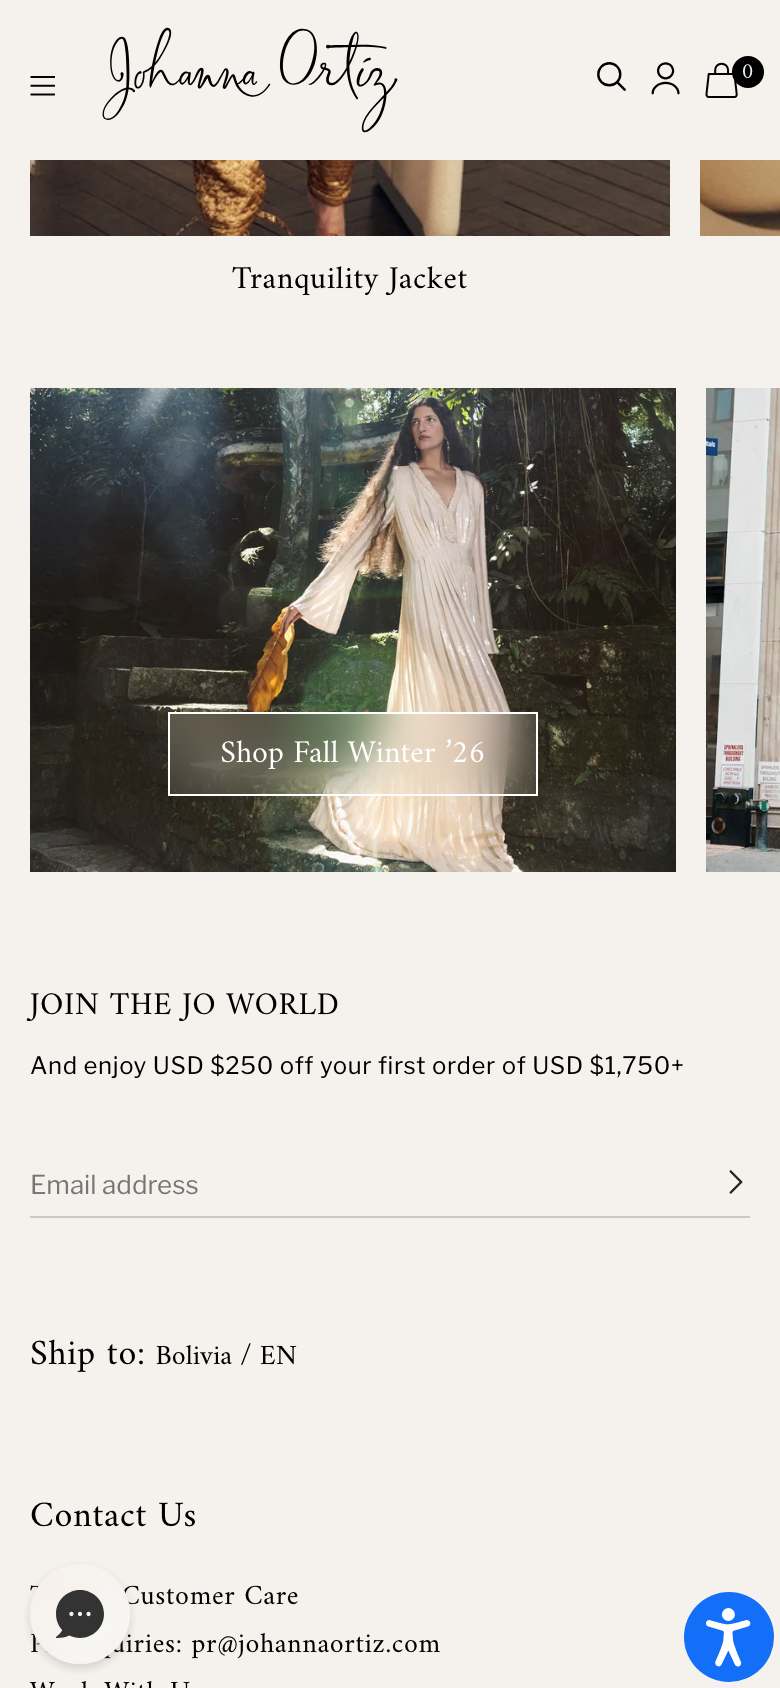 Johanna Ortiz
0
Tranquility Jacket
Shop Fall Winter ’26
JOIN THE JO WORLD
And enjoy USD $250 off your first order of USD $1,750+
Email address
Ship to: Bolivia / EN
Contact Us
Customer Care
pr@johannaortiz.com